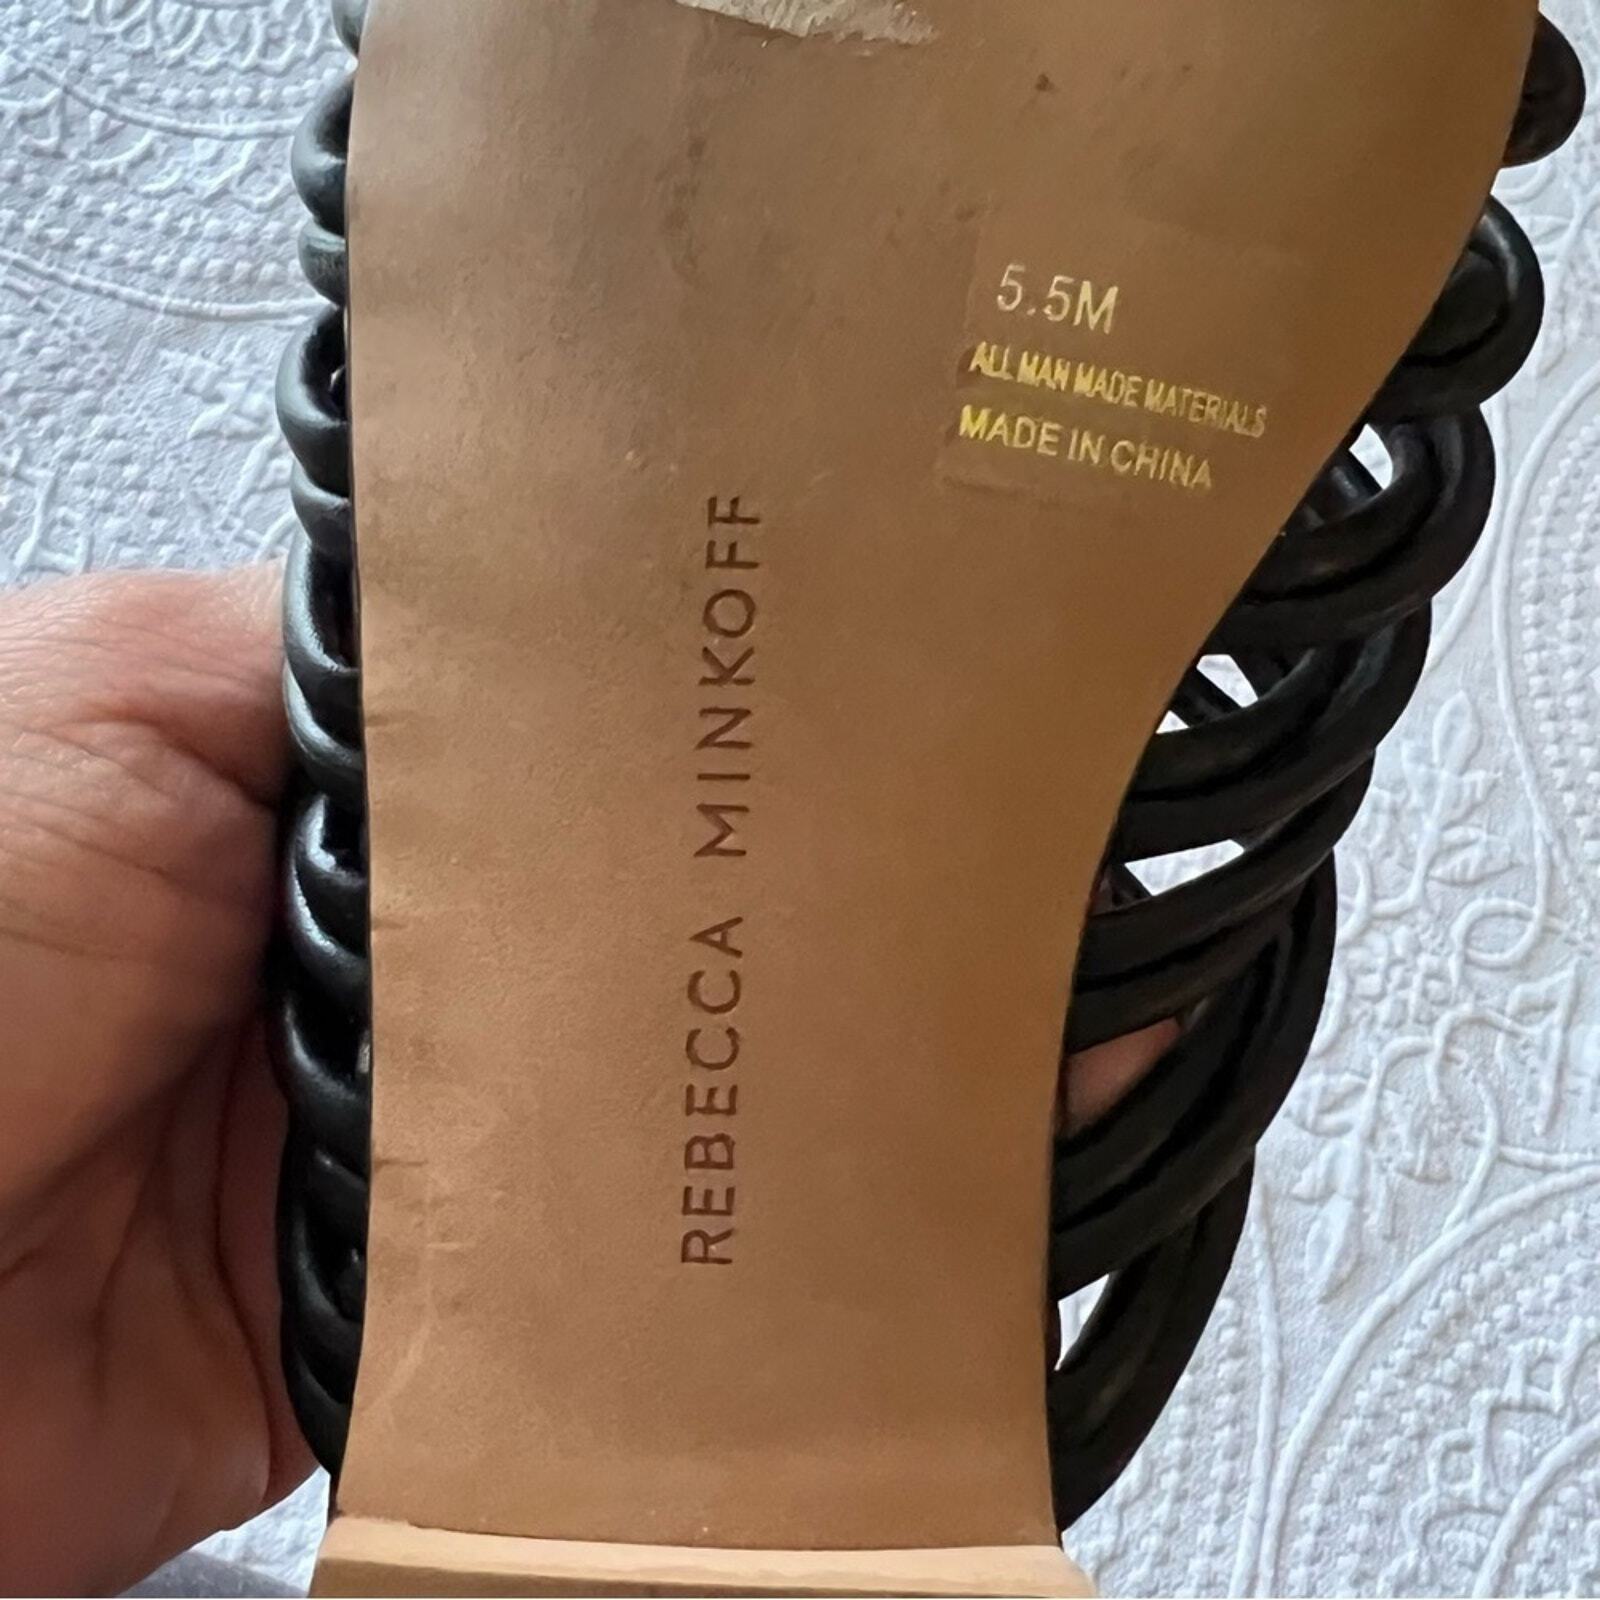 5.5M
ALL MAN MADE MATERIALS
MADE IN CHINA
REBECCA MINKOFF